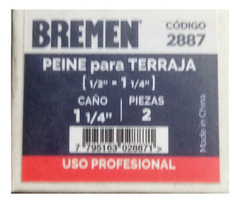 BREMEN® CÓDIGO
2887
PEINE para TERRAJA
[ 1/2" = 1 1/4" ]
CAÑO PIEZAS
1 1/4" 2
7 795163 028871 >
USO PROFESIONAL
Made in China